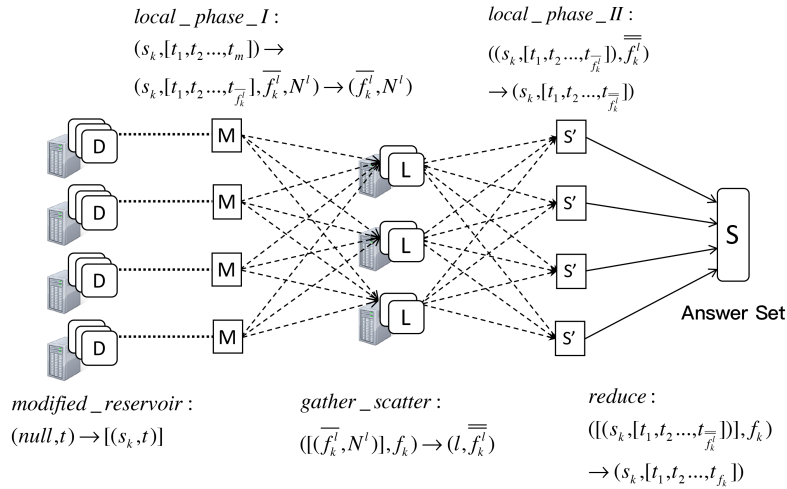 local_phase_I :
(s_k,[t_1,t_2...,t_m]) →
(s_k,[t_1,t_2...,t_{\overline{f_k^l}}],\overline{f_k^l},N^l) → (\overline{f_k^l},N^l)
local_phase_II :
((s_k,[t_1,t_2...,t_{\overline{f_k^l}}]),\overline{\overline{f_k^l}})
→ (s_k,[t_1,t_2...,t_{\overline{\overline{f_k^l}}}])
D M L S'
D M L S'
D M L S'
D M S'
S
Answer Set
modified_reservoir :
(null,t) → [(s_k,t)]
gather_scatter :
([(\overline{f_k^l},N^l)],f_k) → (l,\overline{\overline{f_k^l}})
reduce :
([(s_k,[t_1,t_2...,t_{\overline{\overline{f_k^l}}}])],f_k)
→ (s_k,[t_1,t_2...,t_{f_k}])